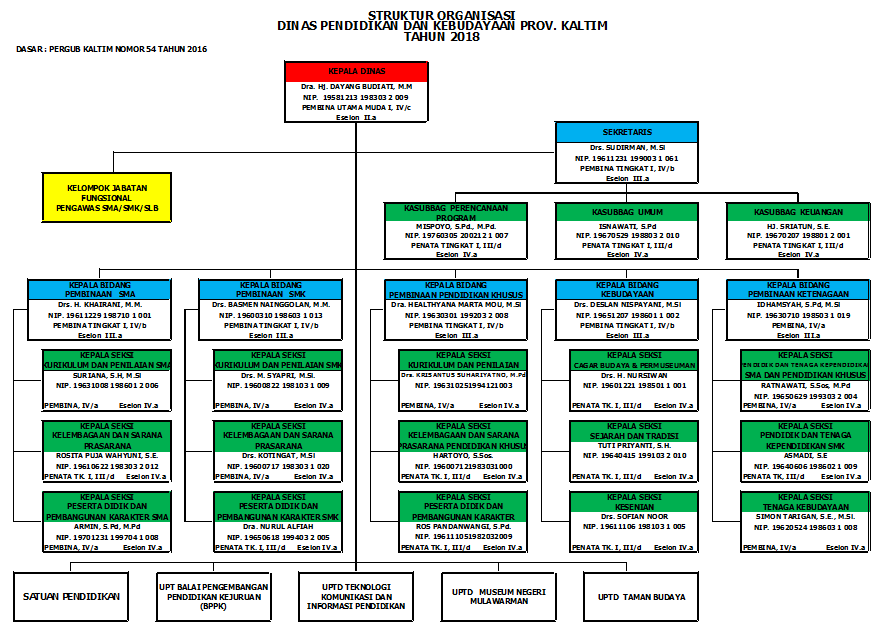 STRUKTUR ORGANISASI
DINAS PENDIDIKAN DAN KEBUDAYAAN PROV. KALTIM
TAHUN 2018
DASAR : PERGUB KALTIM NOMOR 54 TAHUN 2016
KEPALA DINAS
Dra. Hj. DAYANG BUDIATI, M.M
NIP. 19581213 198303 2 009
PEMBINA UTAMA MUDA I, IV/c
Eselon II.a
SEKRETARIS
Drs. SUDIRMAN, M.Si
NIP. 19611231 199003 1 061
PEMBINA TINGKAT I, IV/b
Eselon III.a
KELOMPOK JABATAN
FUNGSIONAL
PENGAWAS SMA/SMK/SLB
KASUBBAG PERENCANAAN
PROGRAM
MISPOYO, S.Pd., M.Pd.
NIP. 19760305 200212 1 007
PENATA TINGKAT I, III/d
Eselon IV.a
KASUBBAG UMUM
ISNAWATI, S.Pd
NIP. 19670529 198803 2 010
PENATA TINGKAT I, III/d
Eselon IV.a
KASUBBAG KEUANGAN
HJ. SRIATUN, S.E.
NIP. 19670207 198801 2 001
PENATA TINGKAT I, III/d
Eselon IV.a
KEPALA BIDANG
PEMBINAAN SMA
Drs. H. KHAIRANI, M.M.
NIP. 19611229 198710 1 001
PEMBINA TINGKAT I, IV/b
Eselon III.a
KEPALA BIDANG
PEMBINAAN SMK
Drs. BASMEN NAINGGOLAN, M.M.
NIP. 19600310 198603 1 013
PEMBINA TINGKAT I, IV/b
Eselon III.a
KEPALA BIDANG
PEMBINAAN PENDIDIKAN KHUSUS
Dra. HEALTHYANA MARTA MOU, M.Si
NIP. 19630301 199203 2 008
PEMBINA TINGKAT I, IV/b
Eselon III.a
KEPALA BIDANG
KEBUDAYAAN
Drs. DESLAN NISPAYANI, M.Si
NIP. 19651207 198601 1 002
PEMBINA TINGKAT I, IV/b
Eselon III.a
KEPALA BIDANG
PEMBINAAN KETENAGAAN
IDHAMSYAH, S.Pd, M.Si
NIP. 19630710 198503 1 019
PEMBINA, IV/a
Eselon III.a
KEPALA SEKSI
KURIKULUM DAN PENILAIAN SMA
SURIANA, S.H, M.Si
NIP. 19631008 198601 2 006
PEMBINA, IV/a Eselon IV.a
KEPALA SEKSI
KURIKULUM DAN PENILAIAN SMK
M. SYAPRI, M.Si.
NIP. 19600822 198103 1 009
PEMBINA, IV/a Eselon IV.a
KEPALA SEKSI
KURIKULUM DAN PENILAIAN
Drs. KRISANTUS SUHARIYATNO, M.Pd
NIP. 196310251994121003
PEMBINA, IV/a Eselon IV.a
KEPALA SEKSI
CAGAR BUDAYA & PERMUSEUMAN
Drs. H. NURSIWAN
NIP. 19601221 198501 1 001
PENATA TK. I, III/d Eselon IV.a
KEPALA SEKSI
PENDIDIK DAN TENAGA KEPENDIDIKAN
SMA DAN PENDIDIKAN KHUSUS
RATNAWATI, S.Sos, M.Pd
NIP. 19650629 199303 2 004
PEMBINA, IV/a Eselon IV.a
KEPALA SEKSI
KELEMBAGAAN DAN SARANA
PRASARANA
ROSITA PUJA WAHYUNI, S.E.
NIP. 19610622 198303 2 012
PENATA TK. I, III/d Eselon IV.a
KEPALA SEKSI
KELEMBAGAAN DAN SARANA
PRASARANA
Drs. KOTINGAT, M.Si
NIP. 19600717 198303 1 020
PEMBINA, IV/a Eselon IV.a
KEPALA SEKSI
KELEMBAGAAN DAN SARANA
PRASARANA PENDIDIKAN KHUSUS
HARTOYO, S.Sos.
NIP. 196007121983031000
PENATA TK. I, III/d Eselon IV.a
KEPALA SEKSI
SEJARAH DAN TRADISI
TUTI PRIYANTI, S.H.
NIP. 19640415 199103 2 010
PENATA TK. I, III/d Eselon IV.a
KEPALA SEKSI
PENDIDIK DAN TENAGA
KEPENDIDIKAN SMK
ASMADI, S.E
NIP. 19640606 198602 1 009
PENATA TK, III/d Eselon IV.a
KEPALA SEKSI
PESERTA DIDIK DAN
PEMBANGUNAN KARAKTER SMA
ARMIN, S.Pd, M.Pd
NIP. 19701231 199704 1 008
PEMBINA, IV/a Eselon IV.a
KEPALA SEKSI
PESERTA DIDIK DAN
PEMBANGUNAN KARAKTER SMK
Dra. NURUL ALFIAH
NIP. 19650618 199403 2 005
PENATA TK. I, III/d Eselon IV.a
KEPALA SEKSI
PESERTA DIDIK DAN
PEMBANGUNAN KARAKTER
ROS PANDANWANGI, S.Pd.
NIP. 196111051982032009
PENATA TK. I, III/d Eselon IV.a
KEPALA SEKSI
KESENIAN
Drs. SOFIAN NOOR
NIP. 19611106 198103 1 005
PENATA TK. I, III/d Eselon IV.a
KEPALA SEKSI
TENAGA KEBUDAYAAN
SIMON TARIGAN, S.E., M.Si.
NIP. 19620524 198603 1 008
PEMBINA, IV/a Eselon IV.a
SATUAN PENDIDIKAN
UPT BALAI PENGEMBANGAN
PENDIDIKAN KEJURUAN
(BPPK)
UPTD TEKNOLOGI
KOMUNIKASI DAN
INFORMASI PENDIDIKAN
UPTD MUSEUM NEGERI
MULAWARMAN
UPTD TAMAN BUDAYA